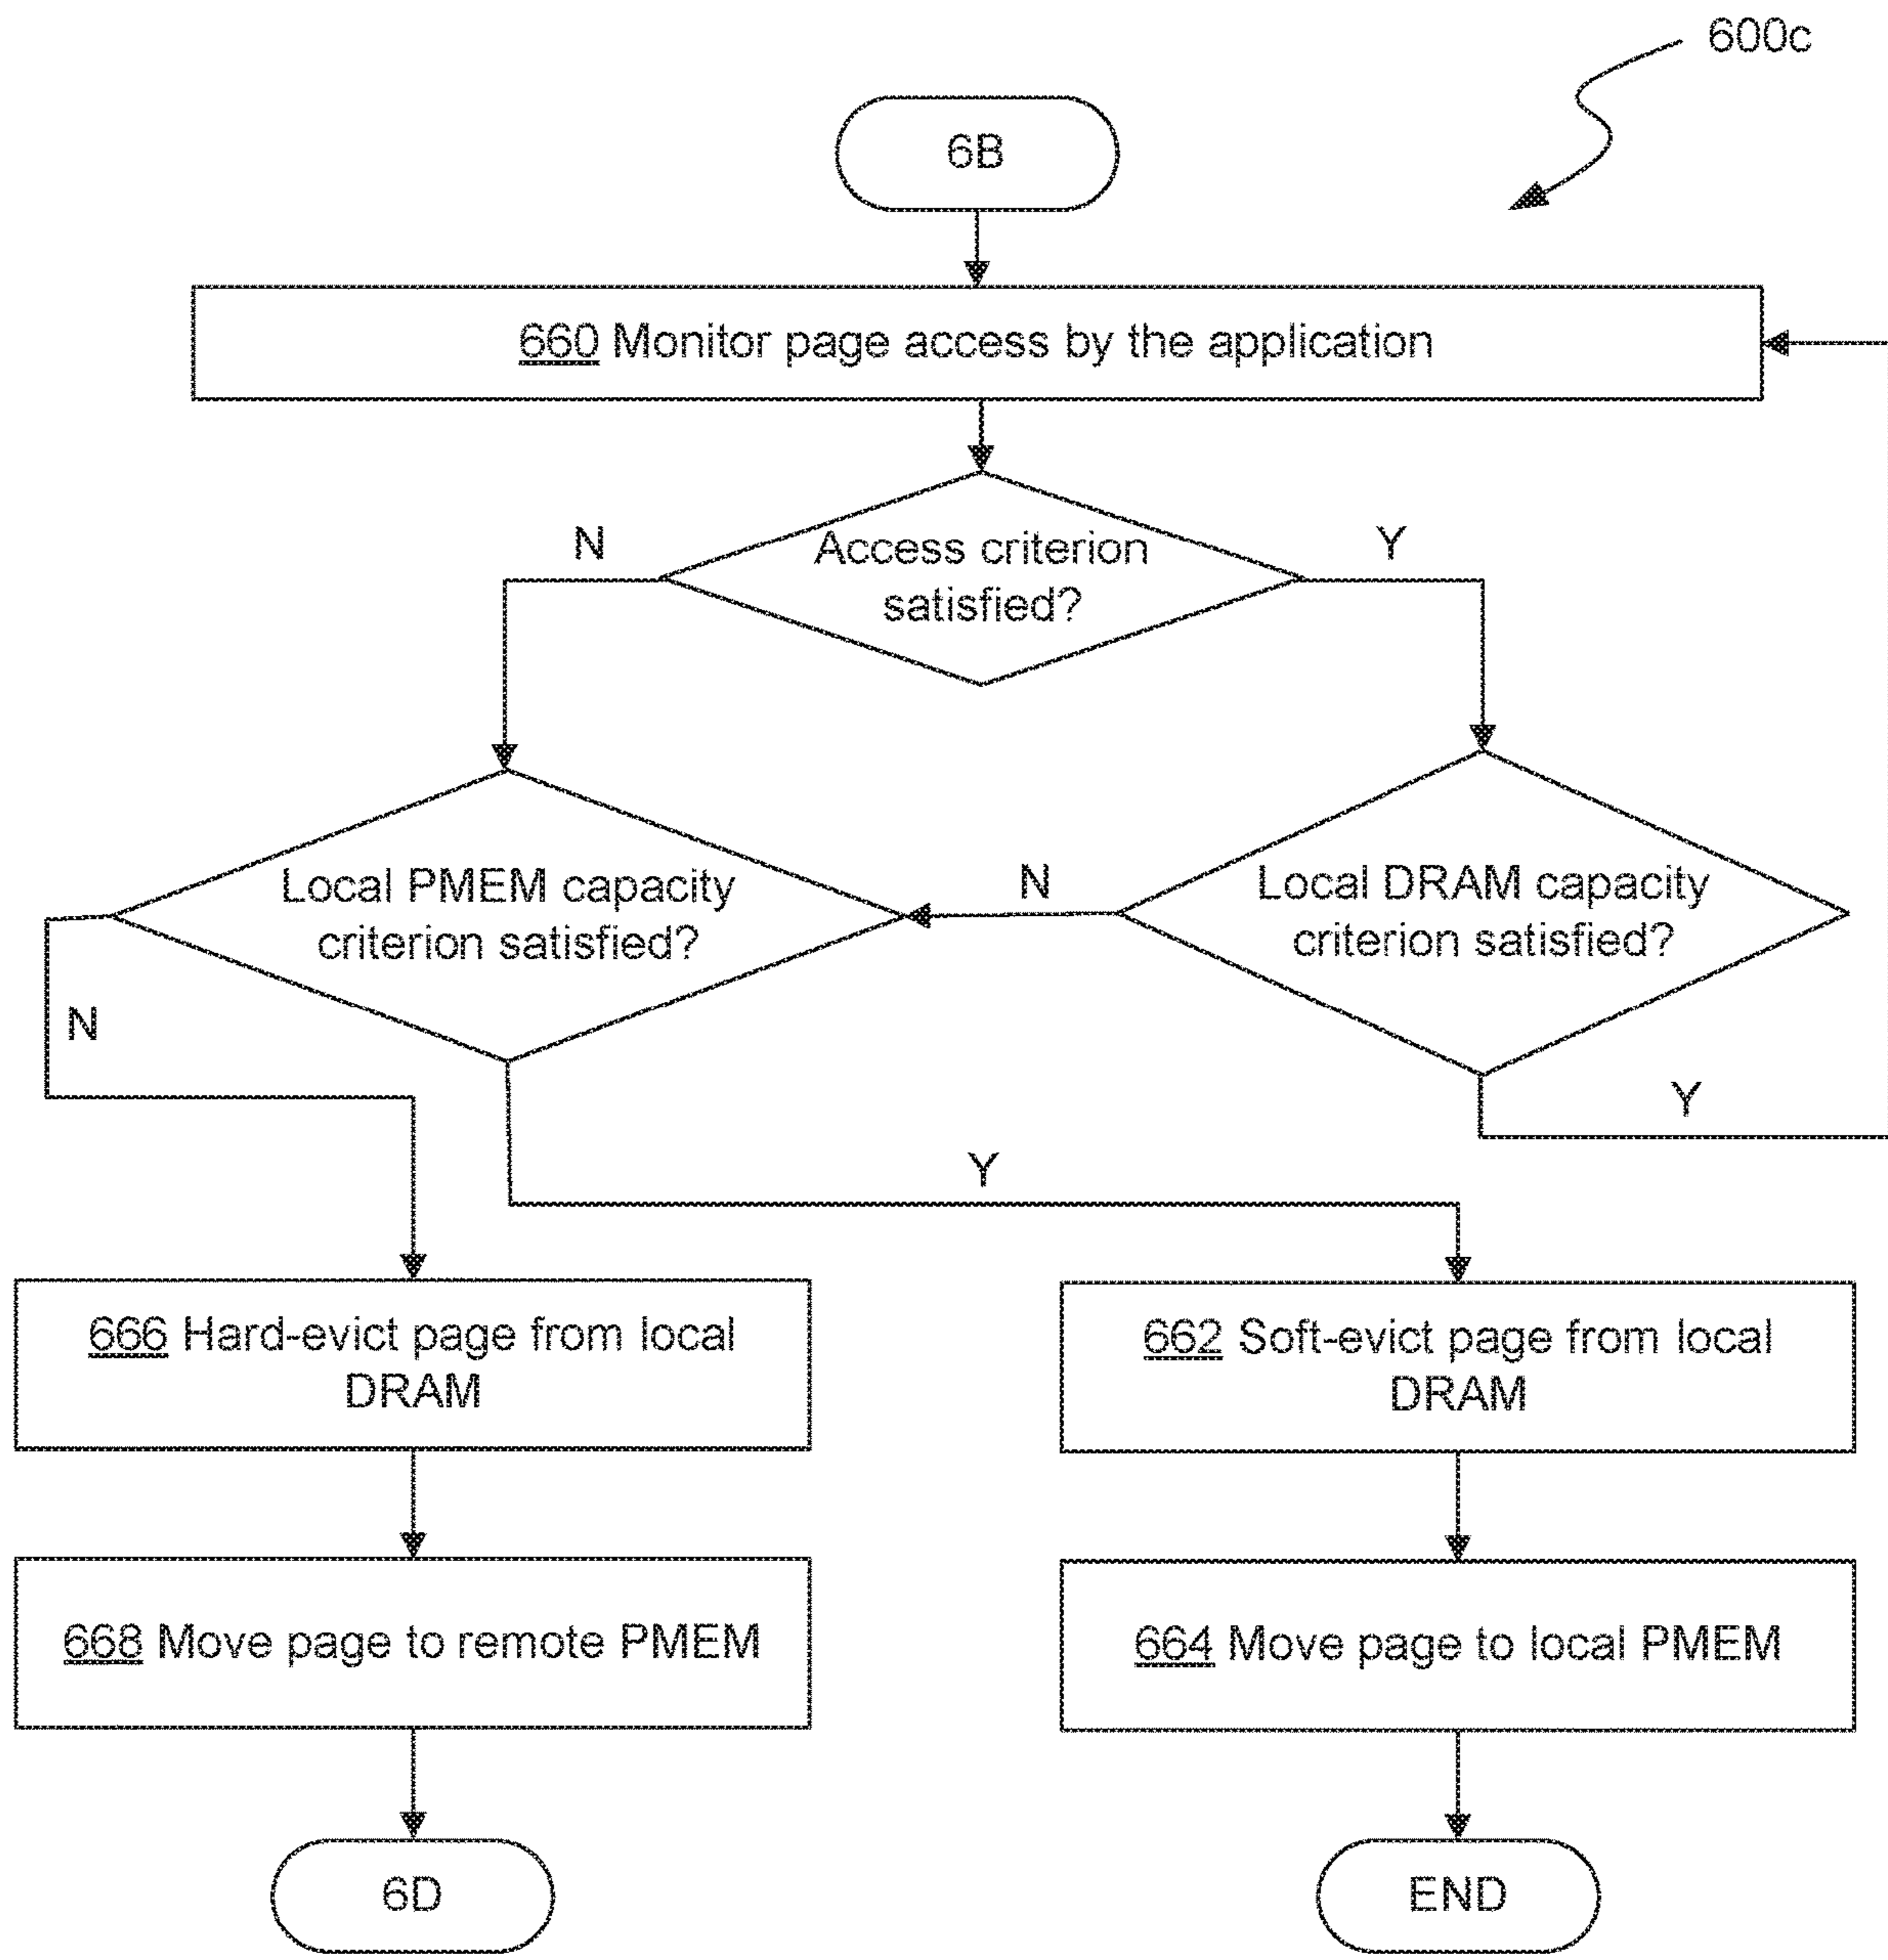 600c
6B
660 Monitor page access by the application
N
Y
Access criterion
satisfied?
Local PMEM capacity
criterion satisfied?
N
Local DRAM capacity
criterion satisfied?
N
Y
Y
666 Hard-evict page from local
DRAM
662 Soft-evict page from local
DRAM
668 Move page to remote PMEM
664 Move page to local PMEM
6D
END